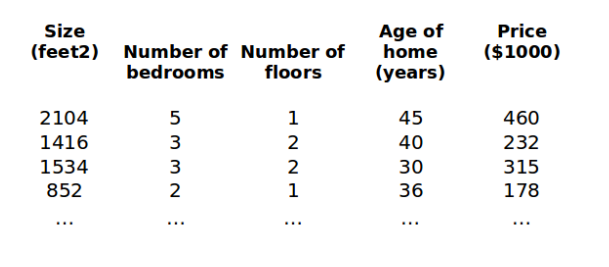 Size Age of Price
(feet2) Number of Number of home ($1000)
bedrooms floors (years)
2104 5 1 45 460
1416 3 2 40 232
1534 3 2 30 315
852 2 1 36 178
... ... ... ... ...